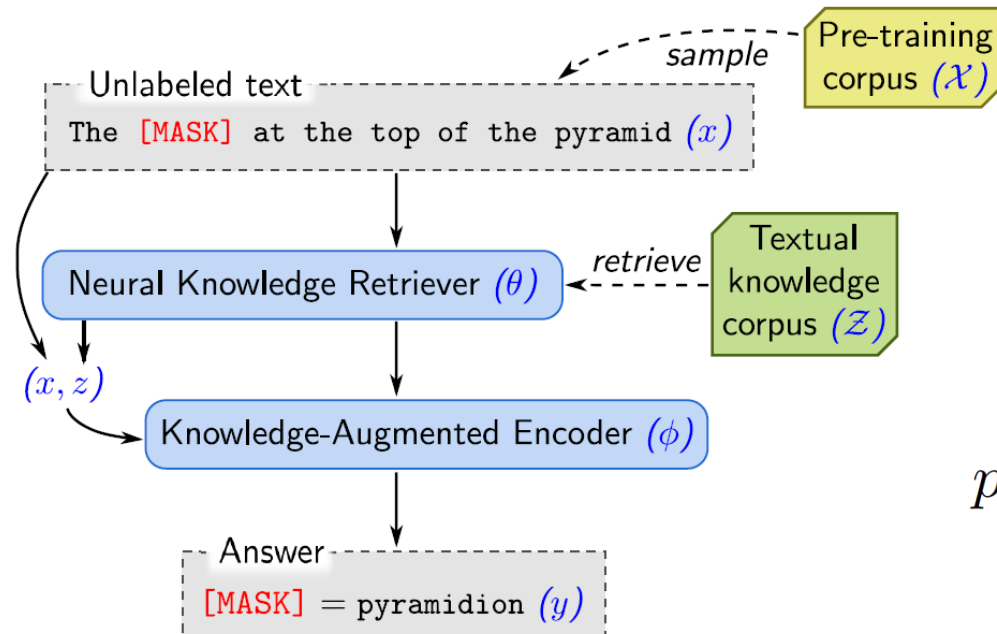 Pre-training
corpus (𝒳)
sample
Unlabeled text
The [MASK] at the top of the pyramid (x)
Textual
knowledge
corpus (𝒵)
retrieve
Neural Knowledge Retriever (θ)
(x, z)
Knowledge-Augmented Encoder (ϕ)
p
Answer
[MASK] = pyramidion (y)